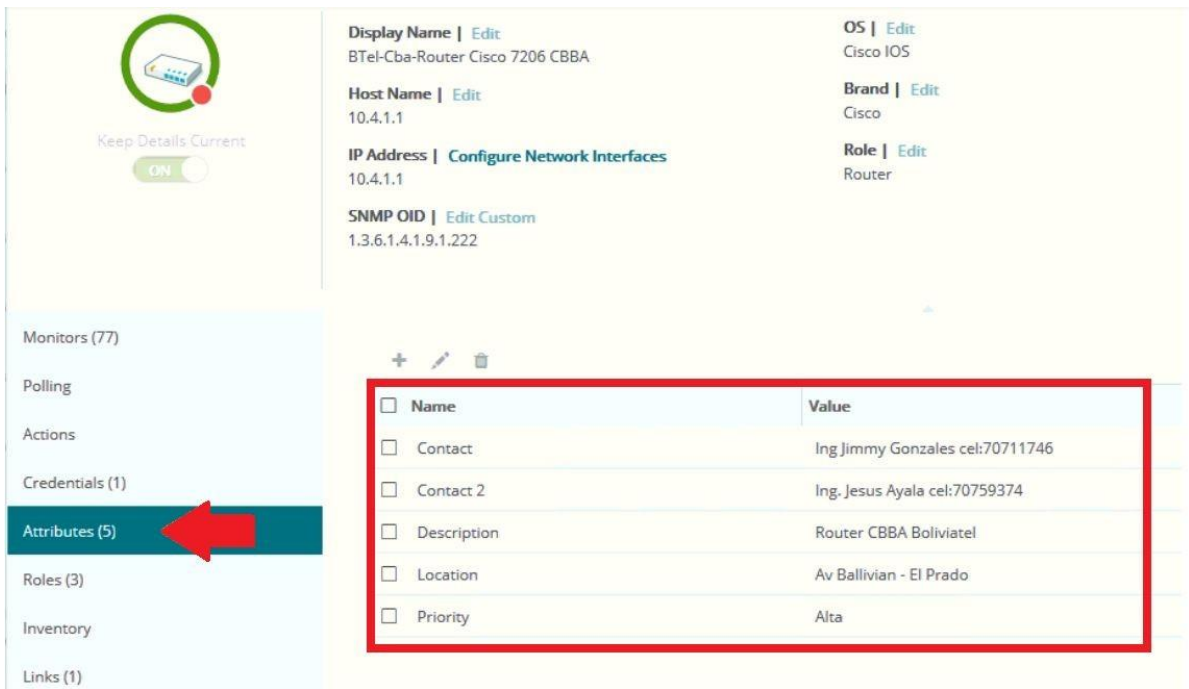 Keep Details Current
ON
Display Name | Edit
BTel-Cba-Router Cisco 7206 CBBA
Host Name | Edit
10.4.1.1
IP Address | Configure Network Interfaces
10.4.1.1
SNMP OID | Edit Custom
1.3.6.1.4.1.9.1.222
OS | Edit
Cisco IOS
Brand | Edit
Cisco
Role | Edit
Router
Monitors (77)
Polling
Actions
Credentials (1)
Attributes (5)
Roles (3)
Inventory
Links (1)
Name Value
Contact Ing Jimmy Gonzales cel:70711746
Contact 2 Ing. Jesus Ayala cel:70759374
Description Router CBBA Boliviatel
Location Av Ballivian - El Prado
Priority Alta